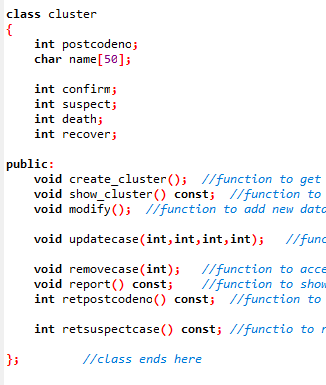 class cluster
{
int postcodeno;
char name[50];
int confirm;
int suspect;
int death;
int recover;
public:
void create_cluster(); //function to get
void show_cluster() const; //function to
void modify(); //function to add new data
void updatecase(int,int,int,int); //func
void removecase(int); //function to acce
void report() const; //function to show
int retpostcodeno() const; //function to
int retsuspectcase() const; //functio to r
}; //class ends here